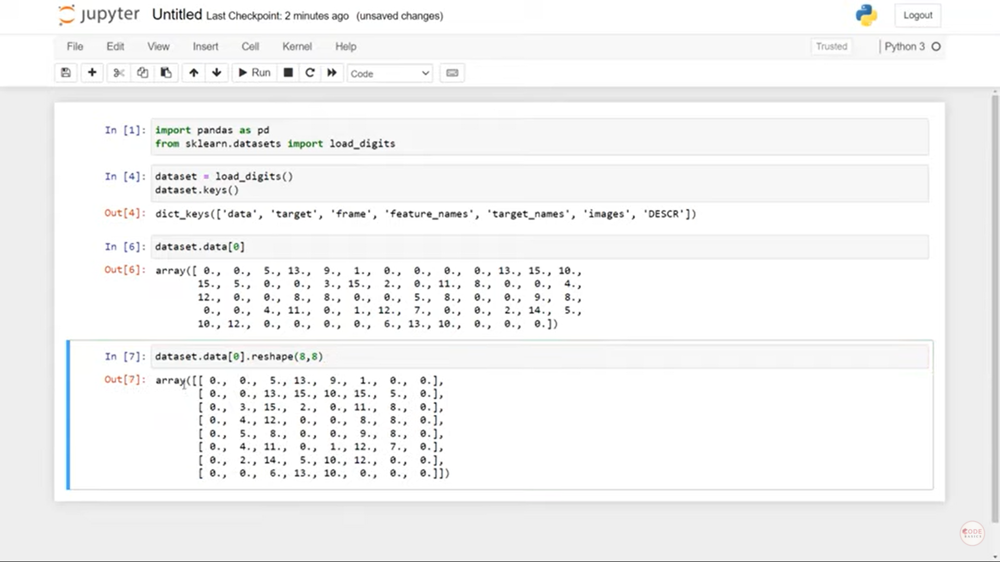 jupyter Untitled Last Checkpoint: 2 minutes ago (unsaved changes) Logout
File Edit View Insert Cell Kernel Help Trusted Python 3
Run Code
In [1]: import pandas as pd
from sklearn.datasets import load_digits
In [4]: dataset = load_digits()
dataset.keys()
Out[4]: dict_keys(['data', 'target', 'frame', 'feature_names', 'target_names', 'images', 'DESCR'])
In [6]: dataset.data[0]
Out[6]: array([ 0., 0., 5., 13., 9., 1., 0., 0., 0., 0., 13., 15., 10.,
15., 5., 0., 0., 3., 15., 2., 0., 11., 8., 0., 0., 4.,
12., 0., 0., 8., 8., 0., 0., 5., 8., 0., 0., 9., 8.,
0., 0., 4., 11., 0., 1., 12., 7., 0., 0., 2., 14., 5.,
10., 12., 0., 0., 0., 0., 6., 13., 10., 0., 0., 0.])
In [7]: dataset.data[0].reshape(8,8)
Out[7]: array([[ 0., 0., 5., 13., 9., 1., 0., 0.],
[ 0., 0., 13., 15., 10., 15., 5., 0.],
[ 0., 3., 15., 2., 0., 11., 8., 0.],
[ 0., 4., 12., 0., 0., 8., 8., 0.],
[ 0., 5., 8., 0., 0., 9., 8., 0.],
[ 0., 4., 11., 0., 1., 12., 7., 0.],
[ 0., 2., 14., 5., 10., 12., 0., 0.],
[ 0., 0., 6., 13., 10., 0., 0., 0.]])
CODE
BASICS